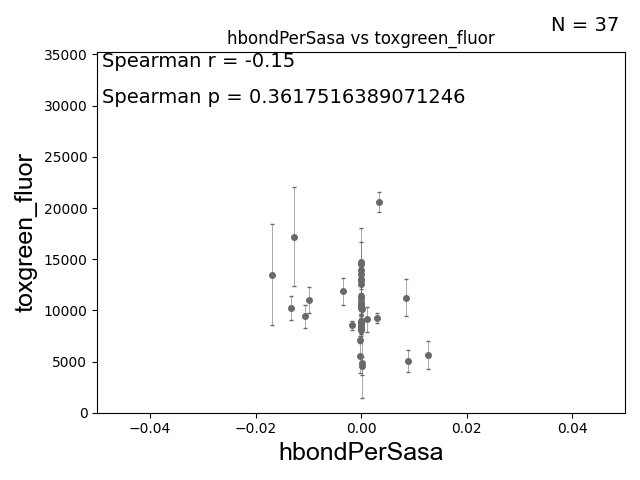 N = 37
hbondPerSasa vs toxgreen_fluor
Spearman r = -0.15
Spearman p = 0.3617516389071246
35000
30000
25000
20000
15000
10000
5000
0
toxgreen_fluor
−0.04 −0.02 0.00 0.02 0.04
hbondPerSasa